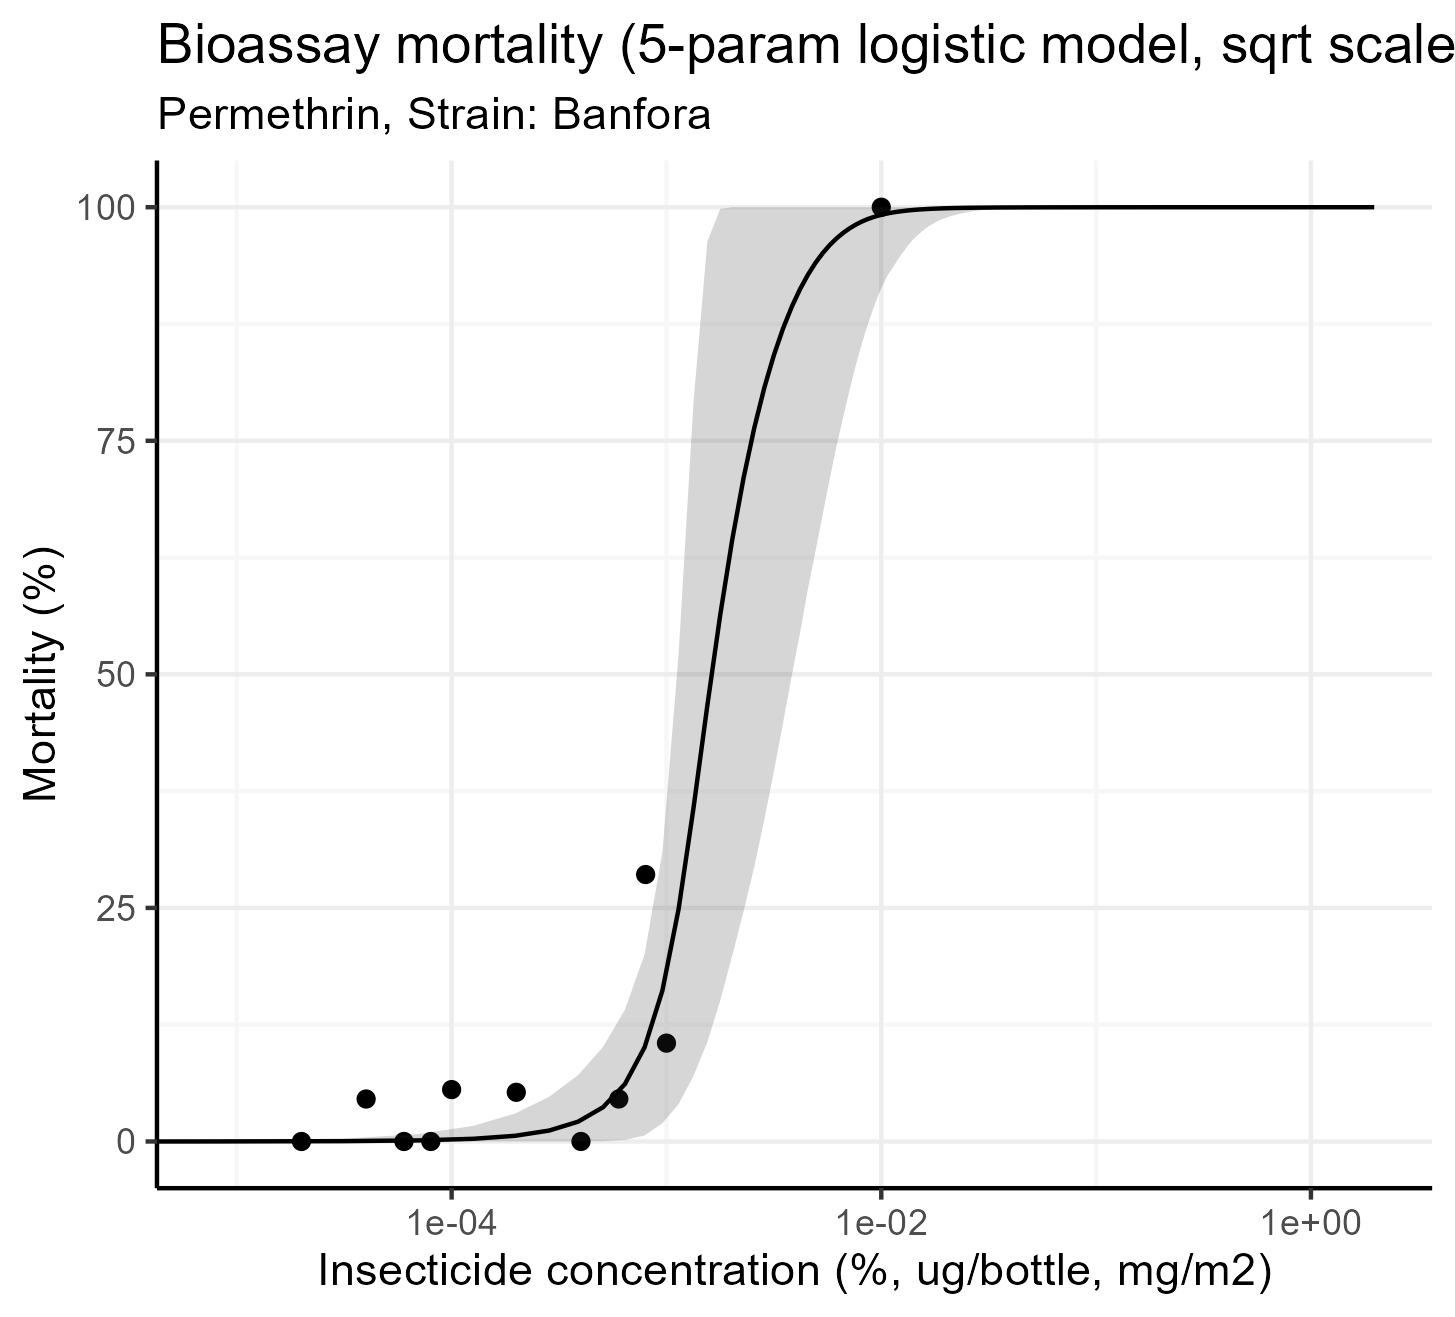 Bioassay mortality (5-param logistic model, sqrt scale
Permethrin, Strain: Banfora
Mortality (%)
100
75
50
25
0
1e-04
1e-02
1e+00
Insecticide concentration (%, ug/bottle, mg/m2)